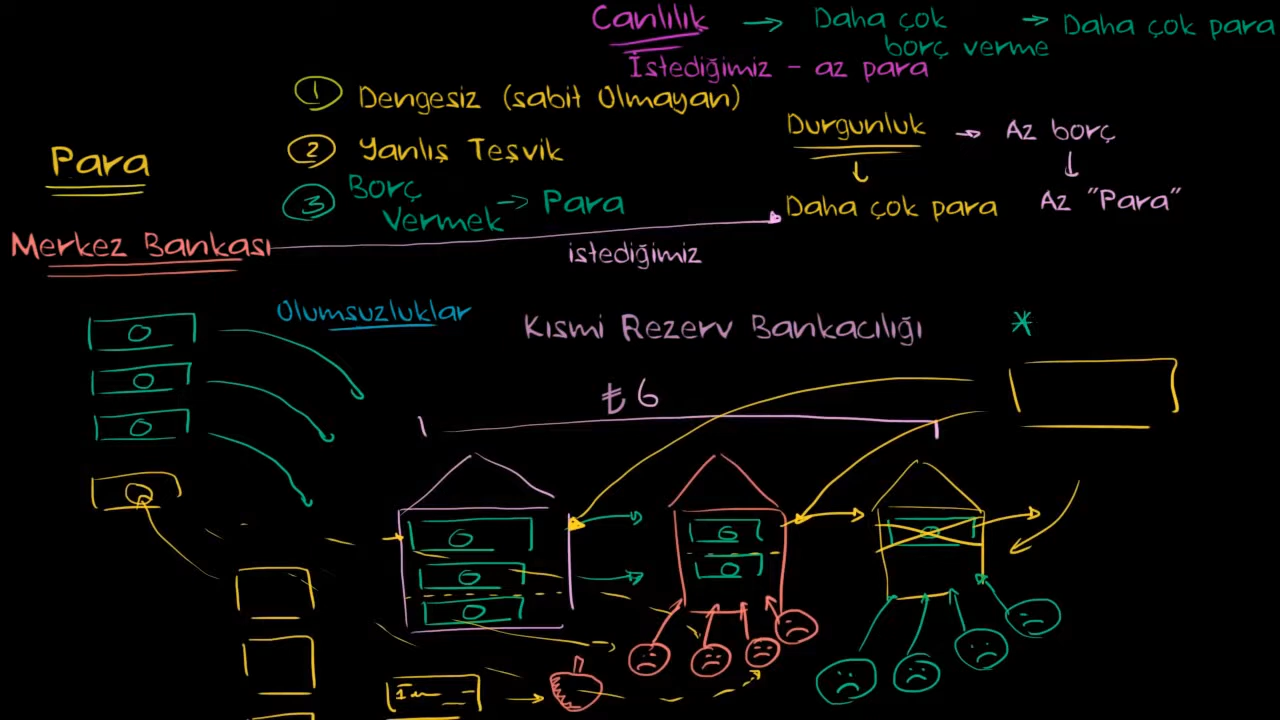 Canlılık → Daha çok borç verme → Daha çok para
İstediğimiz - az para
1 Dengesiz (sabit Olmayan)
2 Yanlış Teşvik
3 Borç Vermek → Para
Durgunluk → Az borç
Daha çok para
Az "Para"
Para
Merkez Bankası
istediğimiz
Olumsuzluklar
Kısmi Rezerv Bankacılığı
*
₺ 6